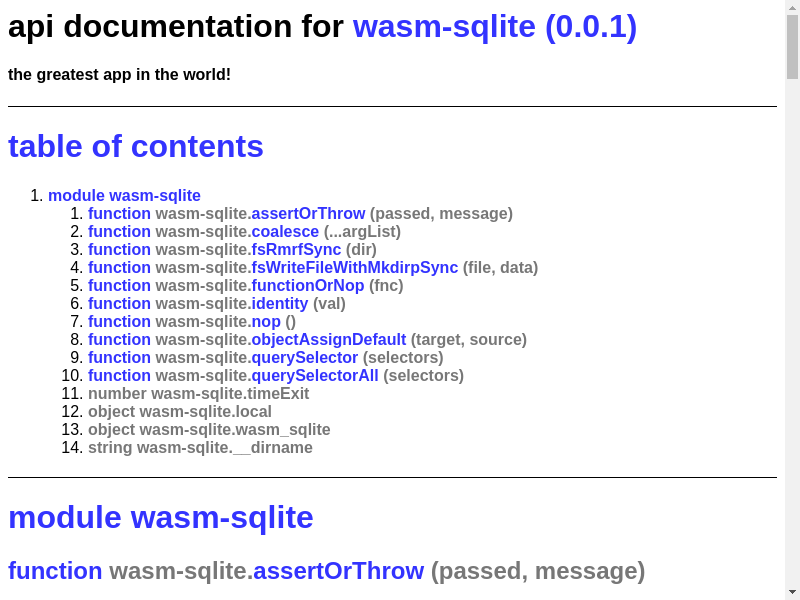 api documentation for wasm-sqlite (0.0.1)
the greatest app in the world!
table of contents
1. module wasm-sqlite
1. function wasm-sqlite.assertOrThrow (passed, message)
2. function wasm-sqlite.coalesce (...argList)
3. function wasm-sqlite.fsRmrfSync (dir)
4. function wasm-sqlite.fsWriteFileWithMkdirpSync (file, data)
5. function wasm-sqlite.functionOrNop (fnc)
6. function wasm-sqlite.identity (val)
7. function wasm-sqlite.nop ()
8. function wasm-sqlite.objectAssignDefault (target, source)
9. function wasm-sqlite.querySelector (selectors)
10. function wasm-sqlite.querySelectorAll (selectors)
11. number wasm-sqlite.timeExit
12. object wasm-sqlite.local
13. object wasm-sqlite.wasm_sqlite
14. string wasm-sqlite.__dirname
module wasm-sqlite
function wasm-sqlite.assertOrThrow (passed, message)